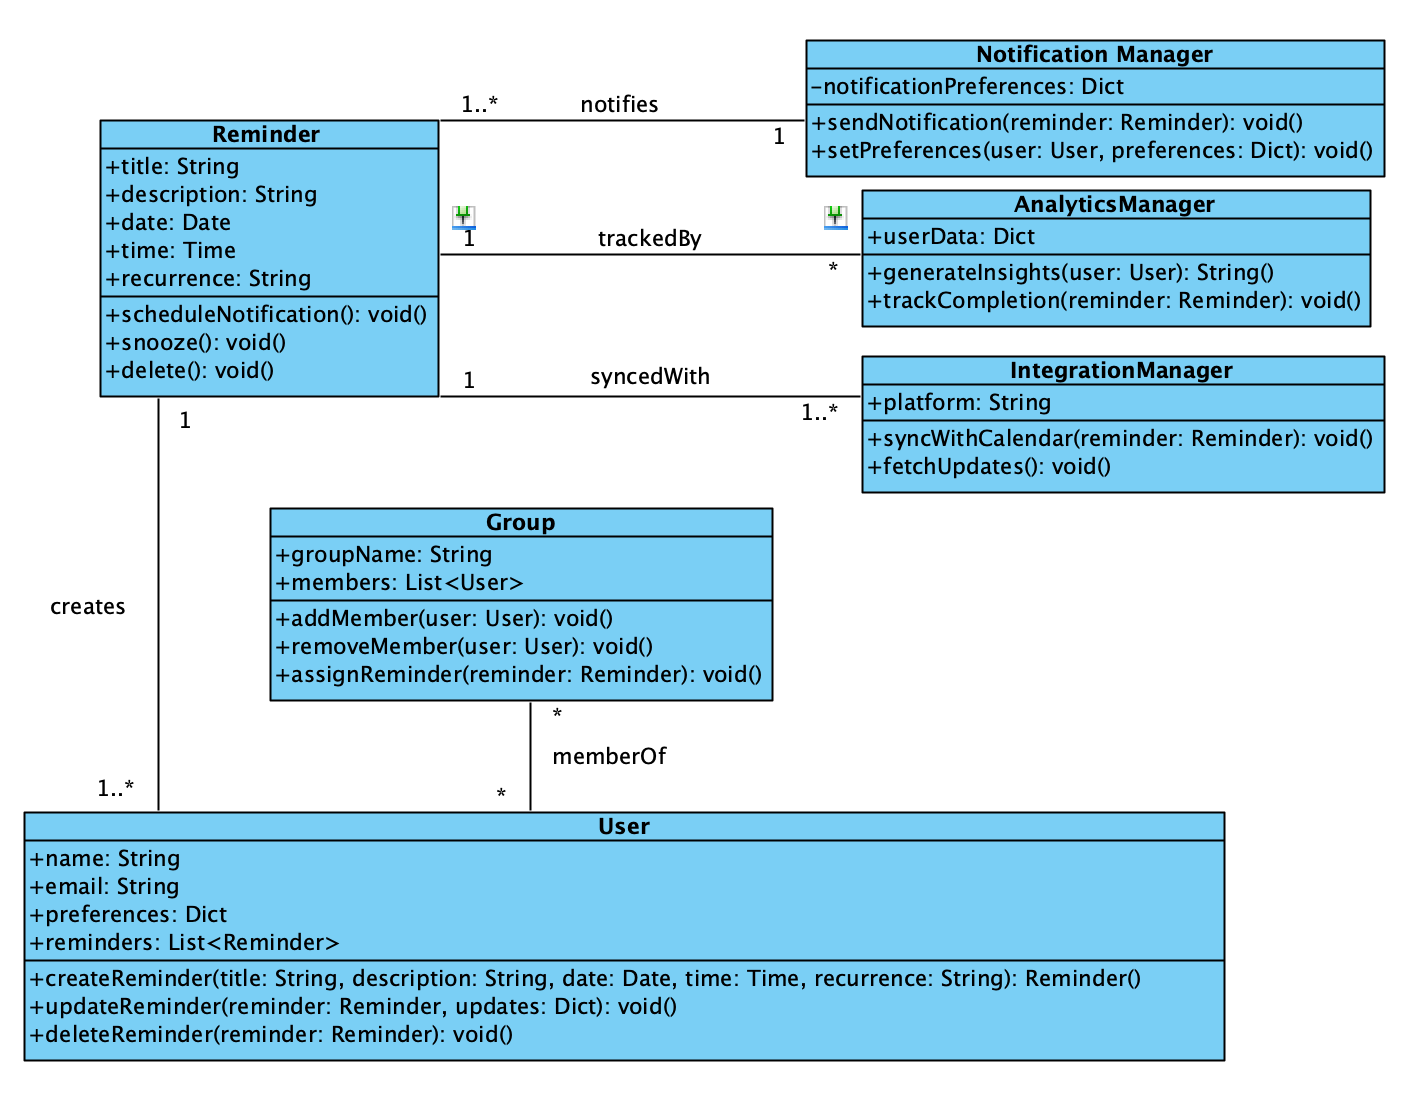 Notification Manager
-notificationPreferences: Dict
+sendNotification(reminder: Reminder): void()
+setPreferences(user: User, preferences: Dict): void()
1..*
notifies
1
Reminder
+title: String
+description: String
+date: Date
+time: Time
+recurrence: String
+scheduleNotification(): void()
+snooze(): void()
+delete(): void()
1
trackedBy
*
AnalyticsManager
+userData: Dict
+generateInsights(user: User): String()
+trackCompletion(reminder: Reminder): void()
1
syncedWith
1..*
IntegrationManager
+platform: String
+syncWithCalendar(reminder: Reminder): void()
+fetchUpdates(): void()
1
creates
1..*
Group
+groupName: String
+members: List<User>
+addMember(user: User): void()
+removeMember(user: User): void()
+assignReminder(reminder: Reminder): void()
*
memberOf
*
User
+name: String
+email: String
+preferences: Dict
+reminders: List<Reminder>
+createReminder(title: String, description: String, date: Date, time: Time, recurrence: String): Reminder()
+updateReminder(reminder: Reminder, updates: Dict): void()
+deleteReminder(reminder: Reminder): void()